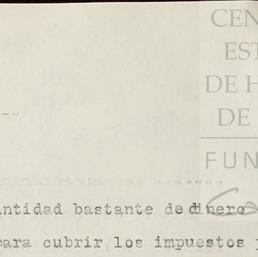 CEN
EST
DE H
DE
FUN
antidad bastante de dinero
para cubrir los impuestos y